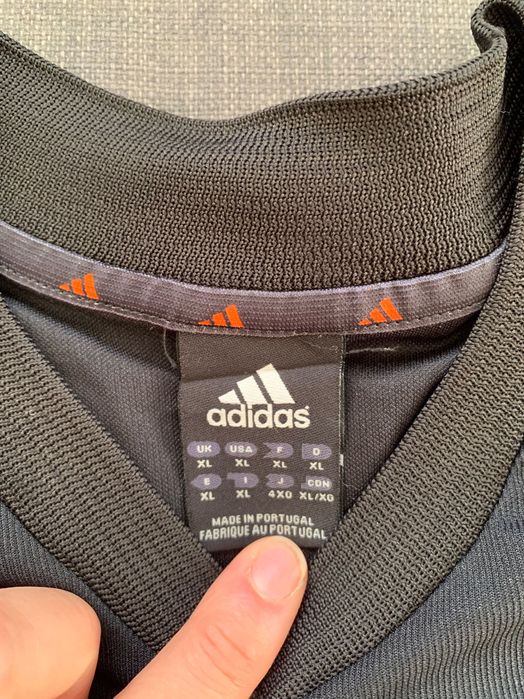 adidas
UK USA F D
XL XL XL XL
E I J CDN
XL XL 4XO XL/XG
MADE IN PORTUGAL
FABRIQUE AU PORTUGAL